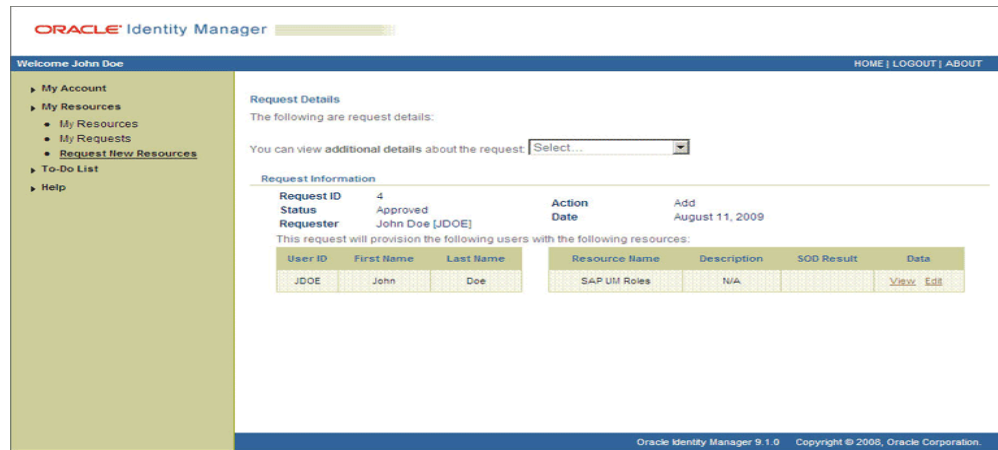 ORACLE Identity Manager
Welcome John Doe HOME | LOGOUT | ABOUT
My Account
My Resources
My Resources
My Requests
Request New Resources
To-Do List
Help
Request Details
The following are request details:
You can view additional details about the request: Select...
Request Information
Request ID 4
Status Approved
Requester John Doe [JDOE]
Action Add
Date August 11, 2009
This request will provision the following users with the following resources:
User ID First Name Last Name
JDOE John Doe
Resource Name Description SOD Result Data
SAP UM Roles N/A View Edit
Oracle Identity Manager 9.1.0 Copyright © 2008, Oracle Corporation.